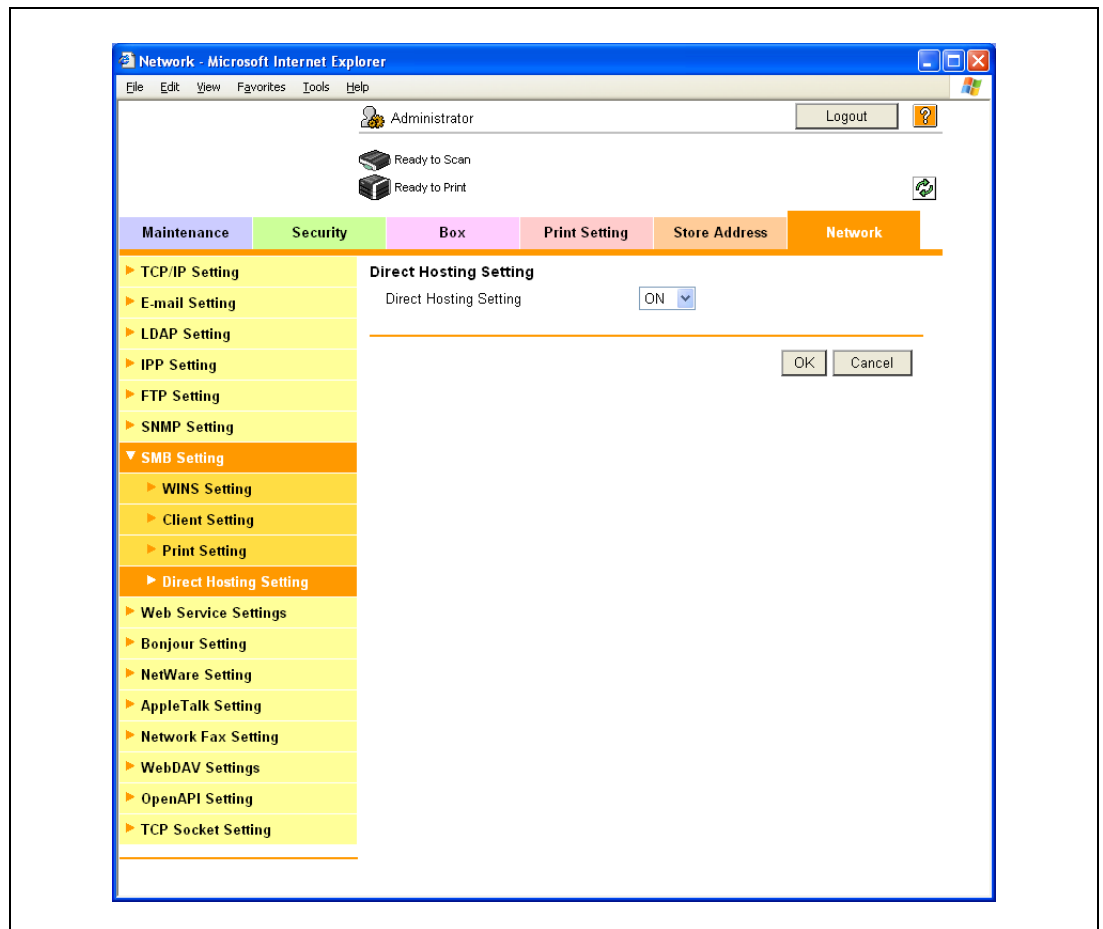 Network - Microsoft Internet Explorer
File Edit View Favorites Tools Help
Administrator
Logout
?
Ready to Scan
Ready to Print
Maintenance Security Box Print Setting Store Address Network
TCP/IP Setting
E-mail Setting
LDAP Setting
IPP Setting
FTP Setting
SNMP Setting
SMB Setting
WINS Setting
Client Setting
Print Setting
Direct Hosting Setting
Web Service Settings
Bonjour Setting
NetWare Setting
AppleTalk Setting
Network Fax Setting
WebDAV Settings
OpenAPI Setting
TCP Socket Setting
Direct Hosting Setting
Direct Hosting Setting ON
OK Cancel